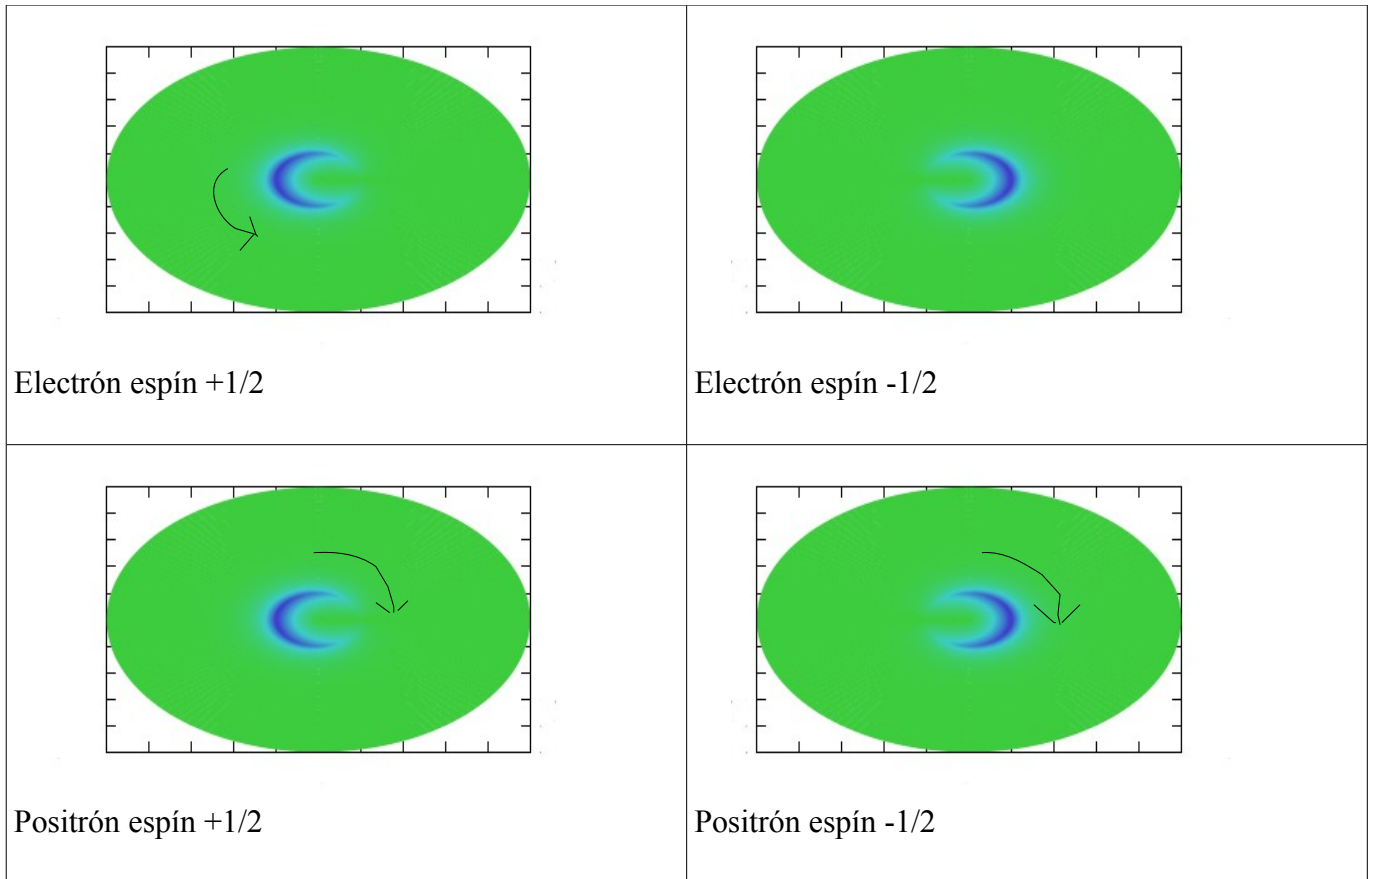 Electrón espín +1/2
Electrón espín -1/2
Positrón espín +1/2
Positrón espín -1/2